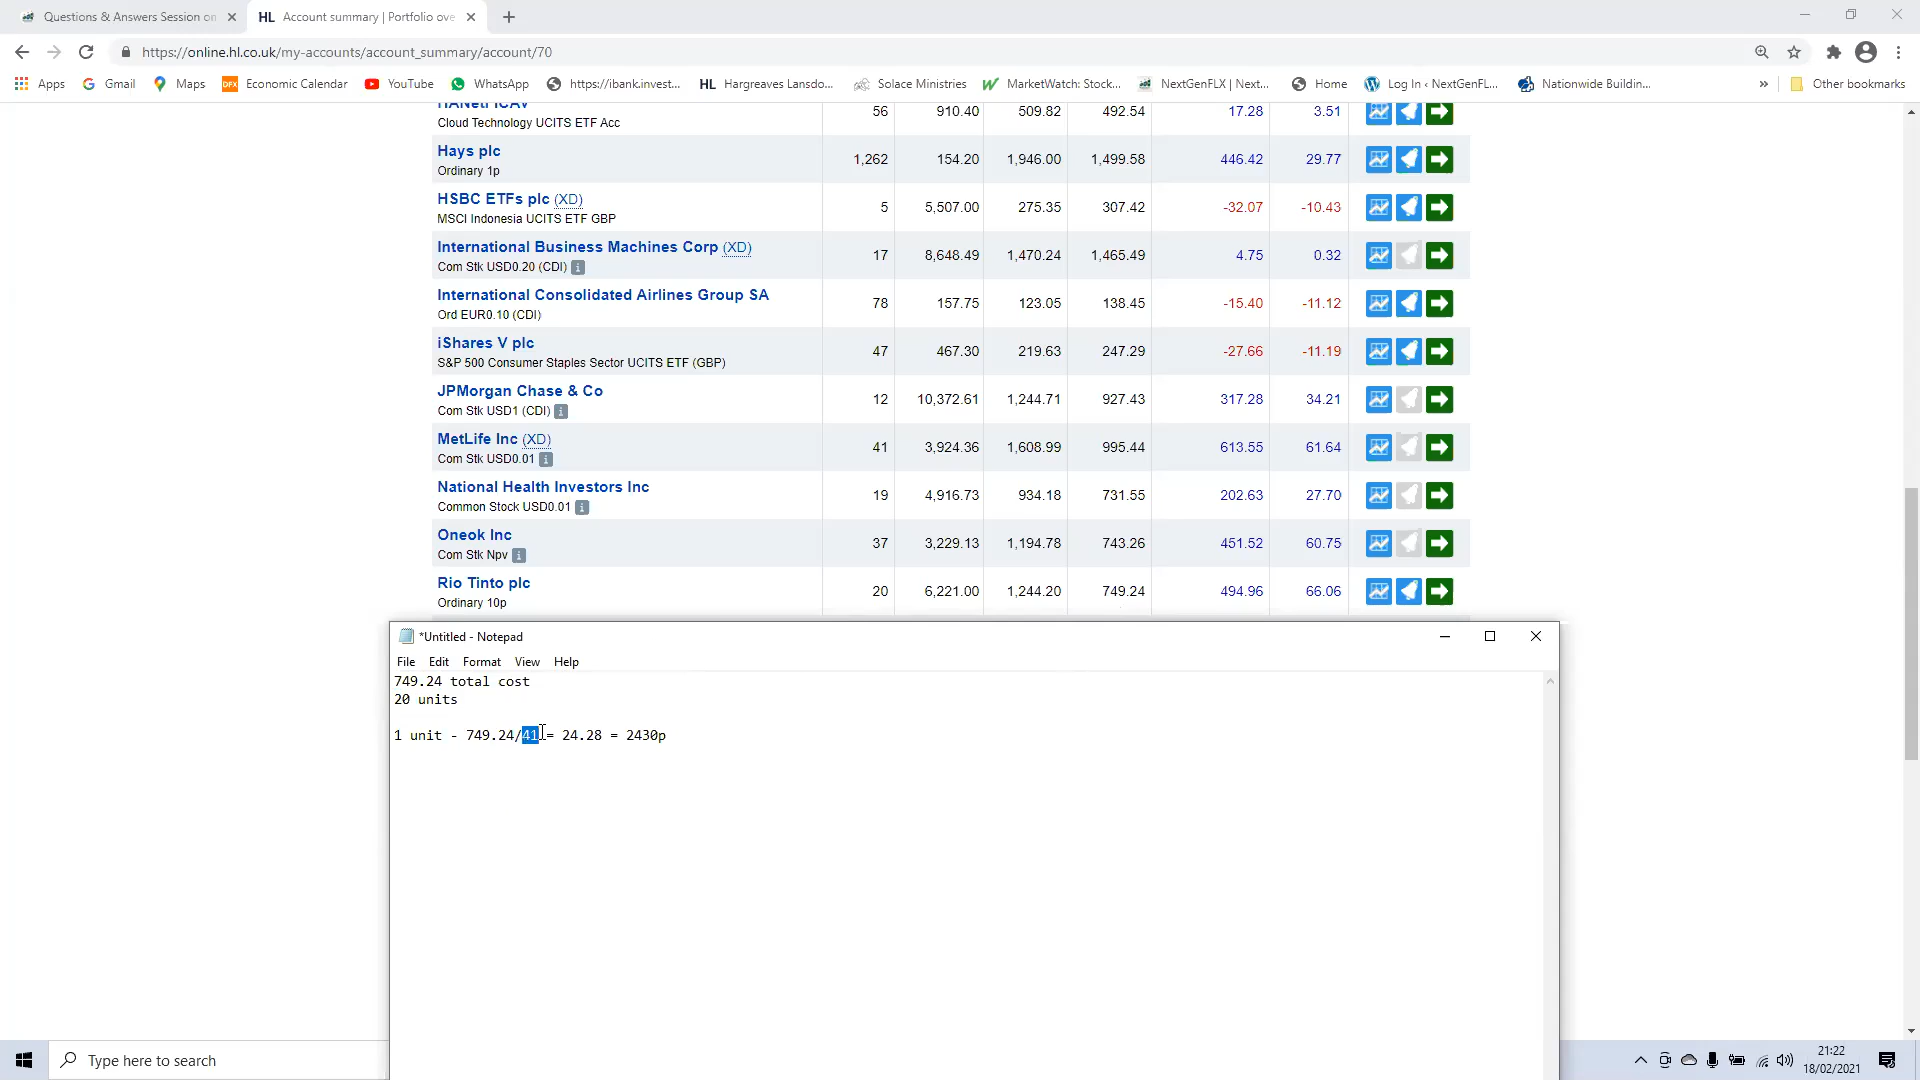 Questions & Answers Session on
HL Account summary | Portfolio ove
https://online.hl.co.uk/my-accounts/account_summary/account/70
Apps Gmail Maps DFX Economic Calendar YouTube WhatsApp https://ibank.invest... HL Hargreaves Lansdo... Solace Ministries MarketWatch: Stock... NextGenFLX | Next... Home Log In ‹ NextGenFL... Nationwide Buildin... » Other bookmarks
HANetf ICAV
Cloud Technology UCITS ETF Acc
56 910.40 509.82 492.54 17.28 3.51
Hays plc
Ordinary 1p
1,262 154.20 1,946.00 1,499.58 446.42 29.77
HSBC ETFs plc (XD)
MSCI Indonesia UCITS ETF GBP
5 5,507.00 275.35 307.42 -32.07 -10.43
International Business Machines Corp (XD)
Com Stk USD0.20 (CDI) i
17 8,648.49 1,470.24 1,465.49 4.75 0.32
International Consolidated Airlines Group SA
Ord EUR0.10 (CDI)
78 157.75 123.05 138.45 -15.40 -11.12
iShares V plc
S&P 500 Consumer Staples Sector UCITS ETF (GBP)
47 467.30 219.63 247.29 -27.66 -11.19
JPMorgan Chase & Co
Com Stk USD1 (CDI) i
12 10,372.61 1,244.71 927.43 317.28 34.21
MetLife Inc (XD)
Com Stk USD0.01 i
41 3,924.36 1,608.99 995.44 613.55 61.64
National Health Investors Inc
Common Stock USD0.01 i
19 4,916.73 934.18 731.55 202.63 27.70
Oneok Inc
Com Stk Npv i
37 3,229.13 1,194.78 743.26 451.52 60.75
Rio Tinto plc
Ordinary 10p
20 6,221.00 1,244.20 749.24 494.96 66.06
*Untitled - Notepad
File Edit Format View Help
749.24 total cost
20 units
1 unit - 749.24/41 = 24.28 = 2430p
Type here to search
21:22
18/02/2021